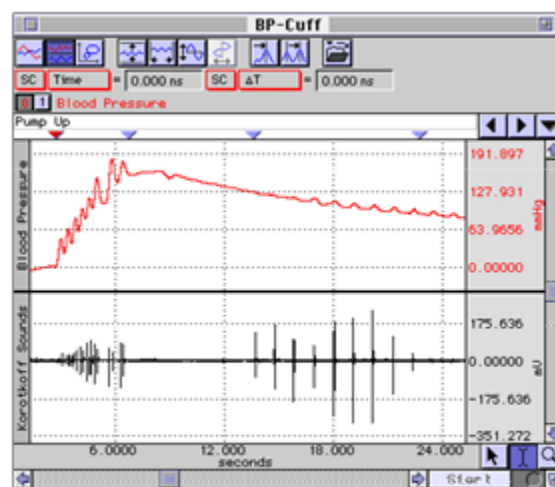 BP-Cuff
SC Time = 0.000 ns SC ΔT = 0.000 ns
0 1 Blood Pressure
Pump Up
Blood Pressure
191.897
127.931
63.9656
0.00000
mmHg
Korotkoff Sounds
175.636
0.00000
-175.636
-351.272
mV
6.0000 12.000 18.000 24.000
seconds
Start